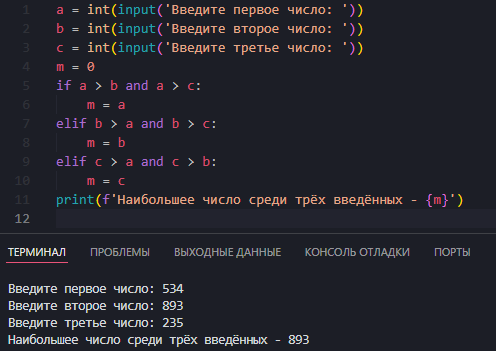 1 a = int(input('Введите первое число: '))
2 b = int(input('Введите второе число: '))
3 c = int(input('Введите третье число: '))
4 m = 0
5 if a > b and a > c:
6     m = a
7 elif b > a and b > c:
8     m = b
9 elif c > a and c > b:
10     m = c
11 print(f'Наибольшее число среди трёх введённых - {m}')
12
ТЕРМИНАЛ ПРОБЛЕМЫ ВЫХОДНЫЕ ДАННЫЕ КОНСОЛЬ ОТЛАДКИ ПОРТЫ
Введите первое число: 534
Введите второе число: 893
Введите третье число: 235
Наибольшее число среди трёх введённых - 893